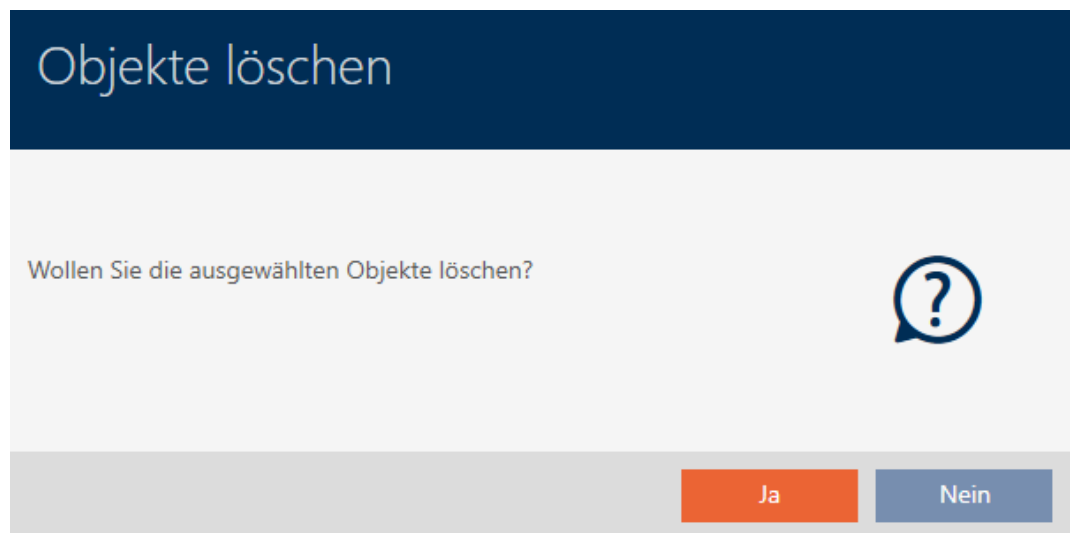 Objekte löschen
Wollen Sie die ausgewählten Objekte löschen?
?
Ja
Nein